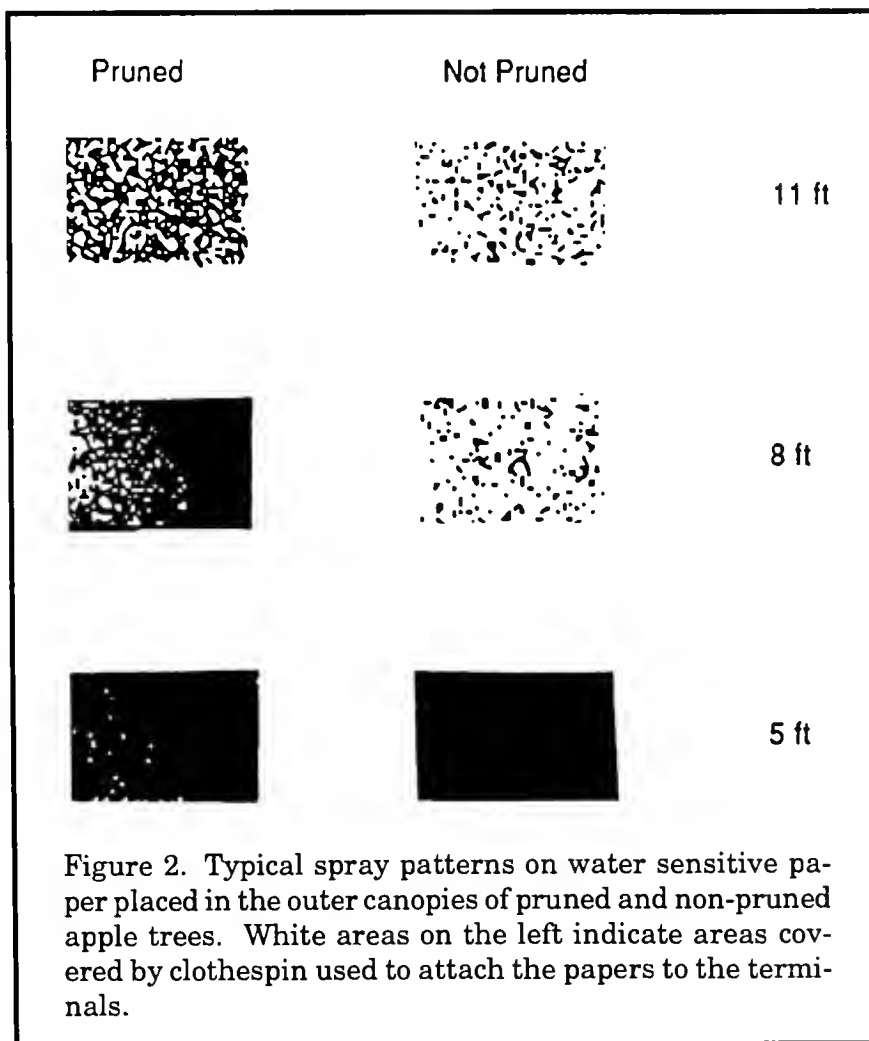 Pruned Not Pruned
11 ft
8 ft
5 ft
Figure 2. Typical spray patterns on water sensitive pa-
per placed in the outer canopies of pruned and non-pruned
apple trees. White areas on the left indicate areas cov-
ered by clothespin used to attach the papers to the termi-
nals.